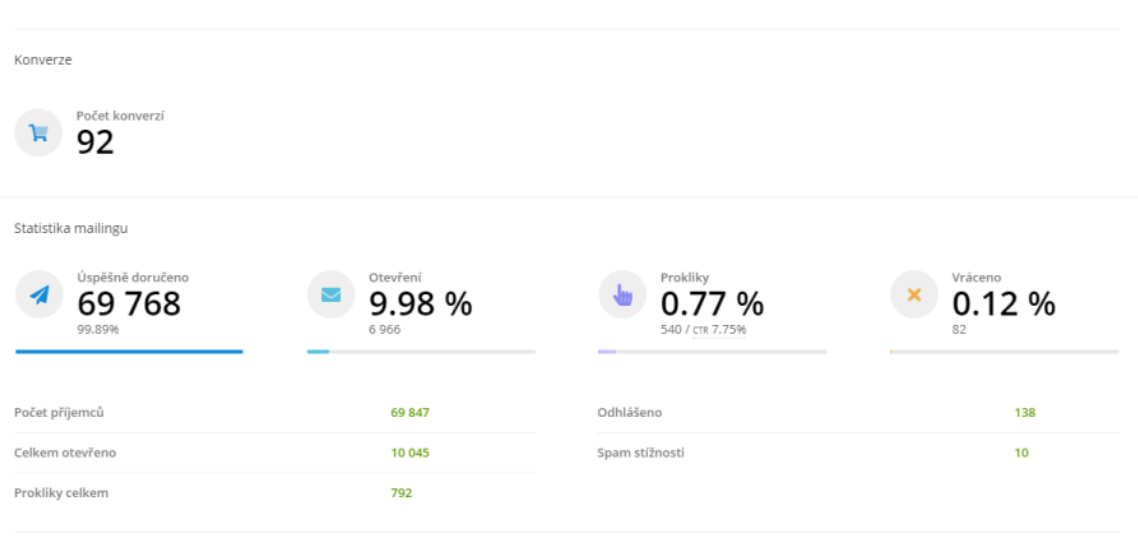 Konverze
Počet konverzí
92
Statistika mailingu
Úspěšně doručeno
69 768
99.89%
Otevření
9.98 %
6 966
Prokliky
0.77 %
540 / CTR 7.75%
Vráceno
0.12 %
82
Počet příjemců 69 847
Celkem otevřeno 10 045
Prokliky celkem 792
Odhlášeno 138
Spam stížnosti 10